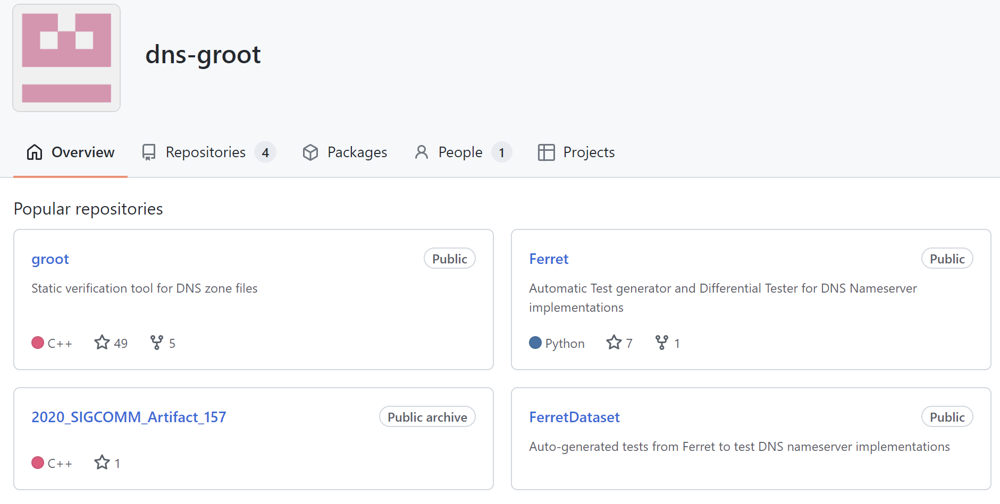 dns-groot
Overview
Repositories 4
Packages
People 1
Projects
Popular repositories
groot
Public
Static verification tool for DNS zone files
C++ 49 5
Ferret
Public
Automatic Test generator and Differential Tester for DNS Nameserver
implementations
Python 7 1
2020_SIGCOMM_Artifact_157
Public archive
C++ 1
FerretDataset
Public
Auto-generated tests from Ferret to test DNS nameserver implementations